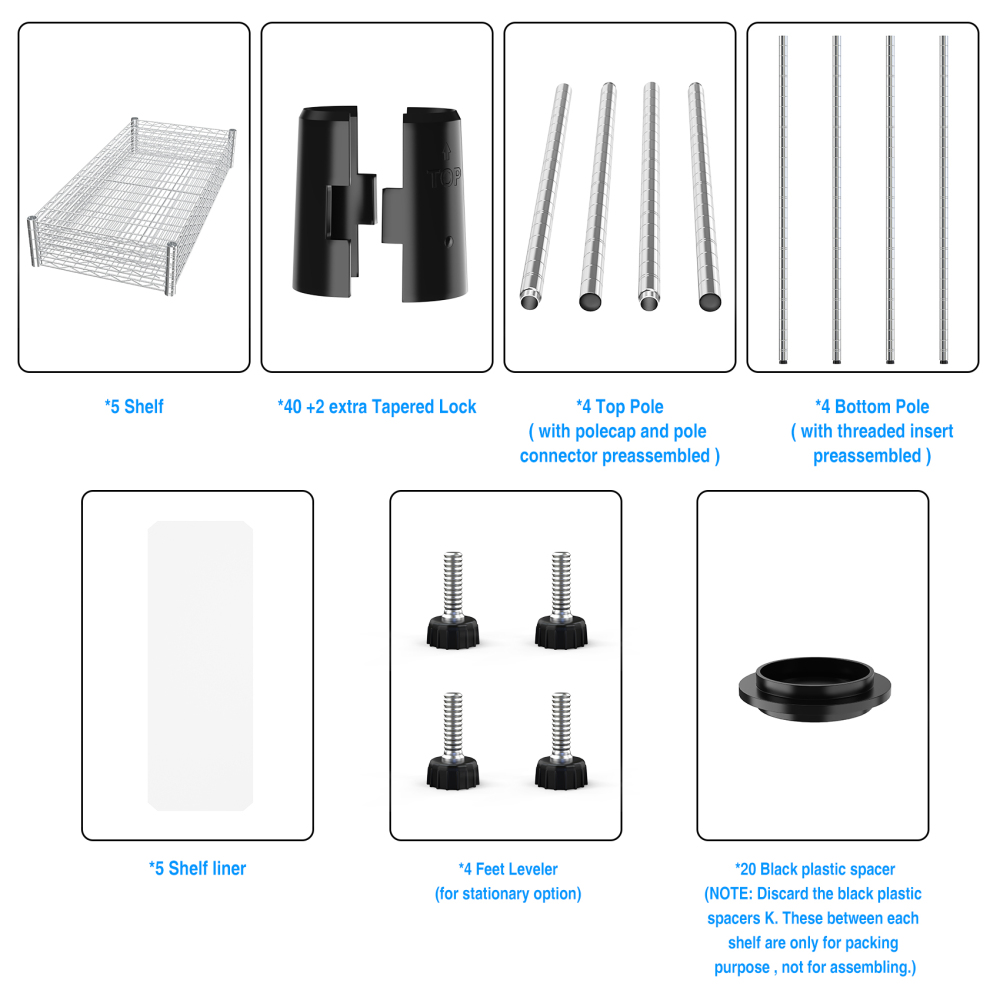 TOP
*5 Shelf
*40 +2 extra Tapered Lock
*4 Top Pole
( with polecap and pole
connector preassembled )
*4 Bottom Pole
( with threaded insert
preassembled )
*5 Shelf liner
*4 Feet Leveler
(for stationary option)
*20 Black plastic spacer
(NOTE: Discard the black plastic
spacers K. These between each
shelf are only for packing
purpose , not for assembling.)